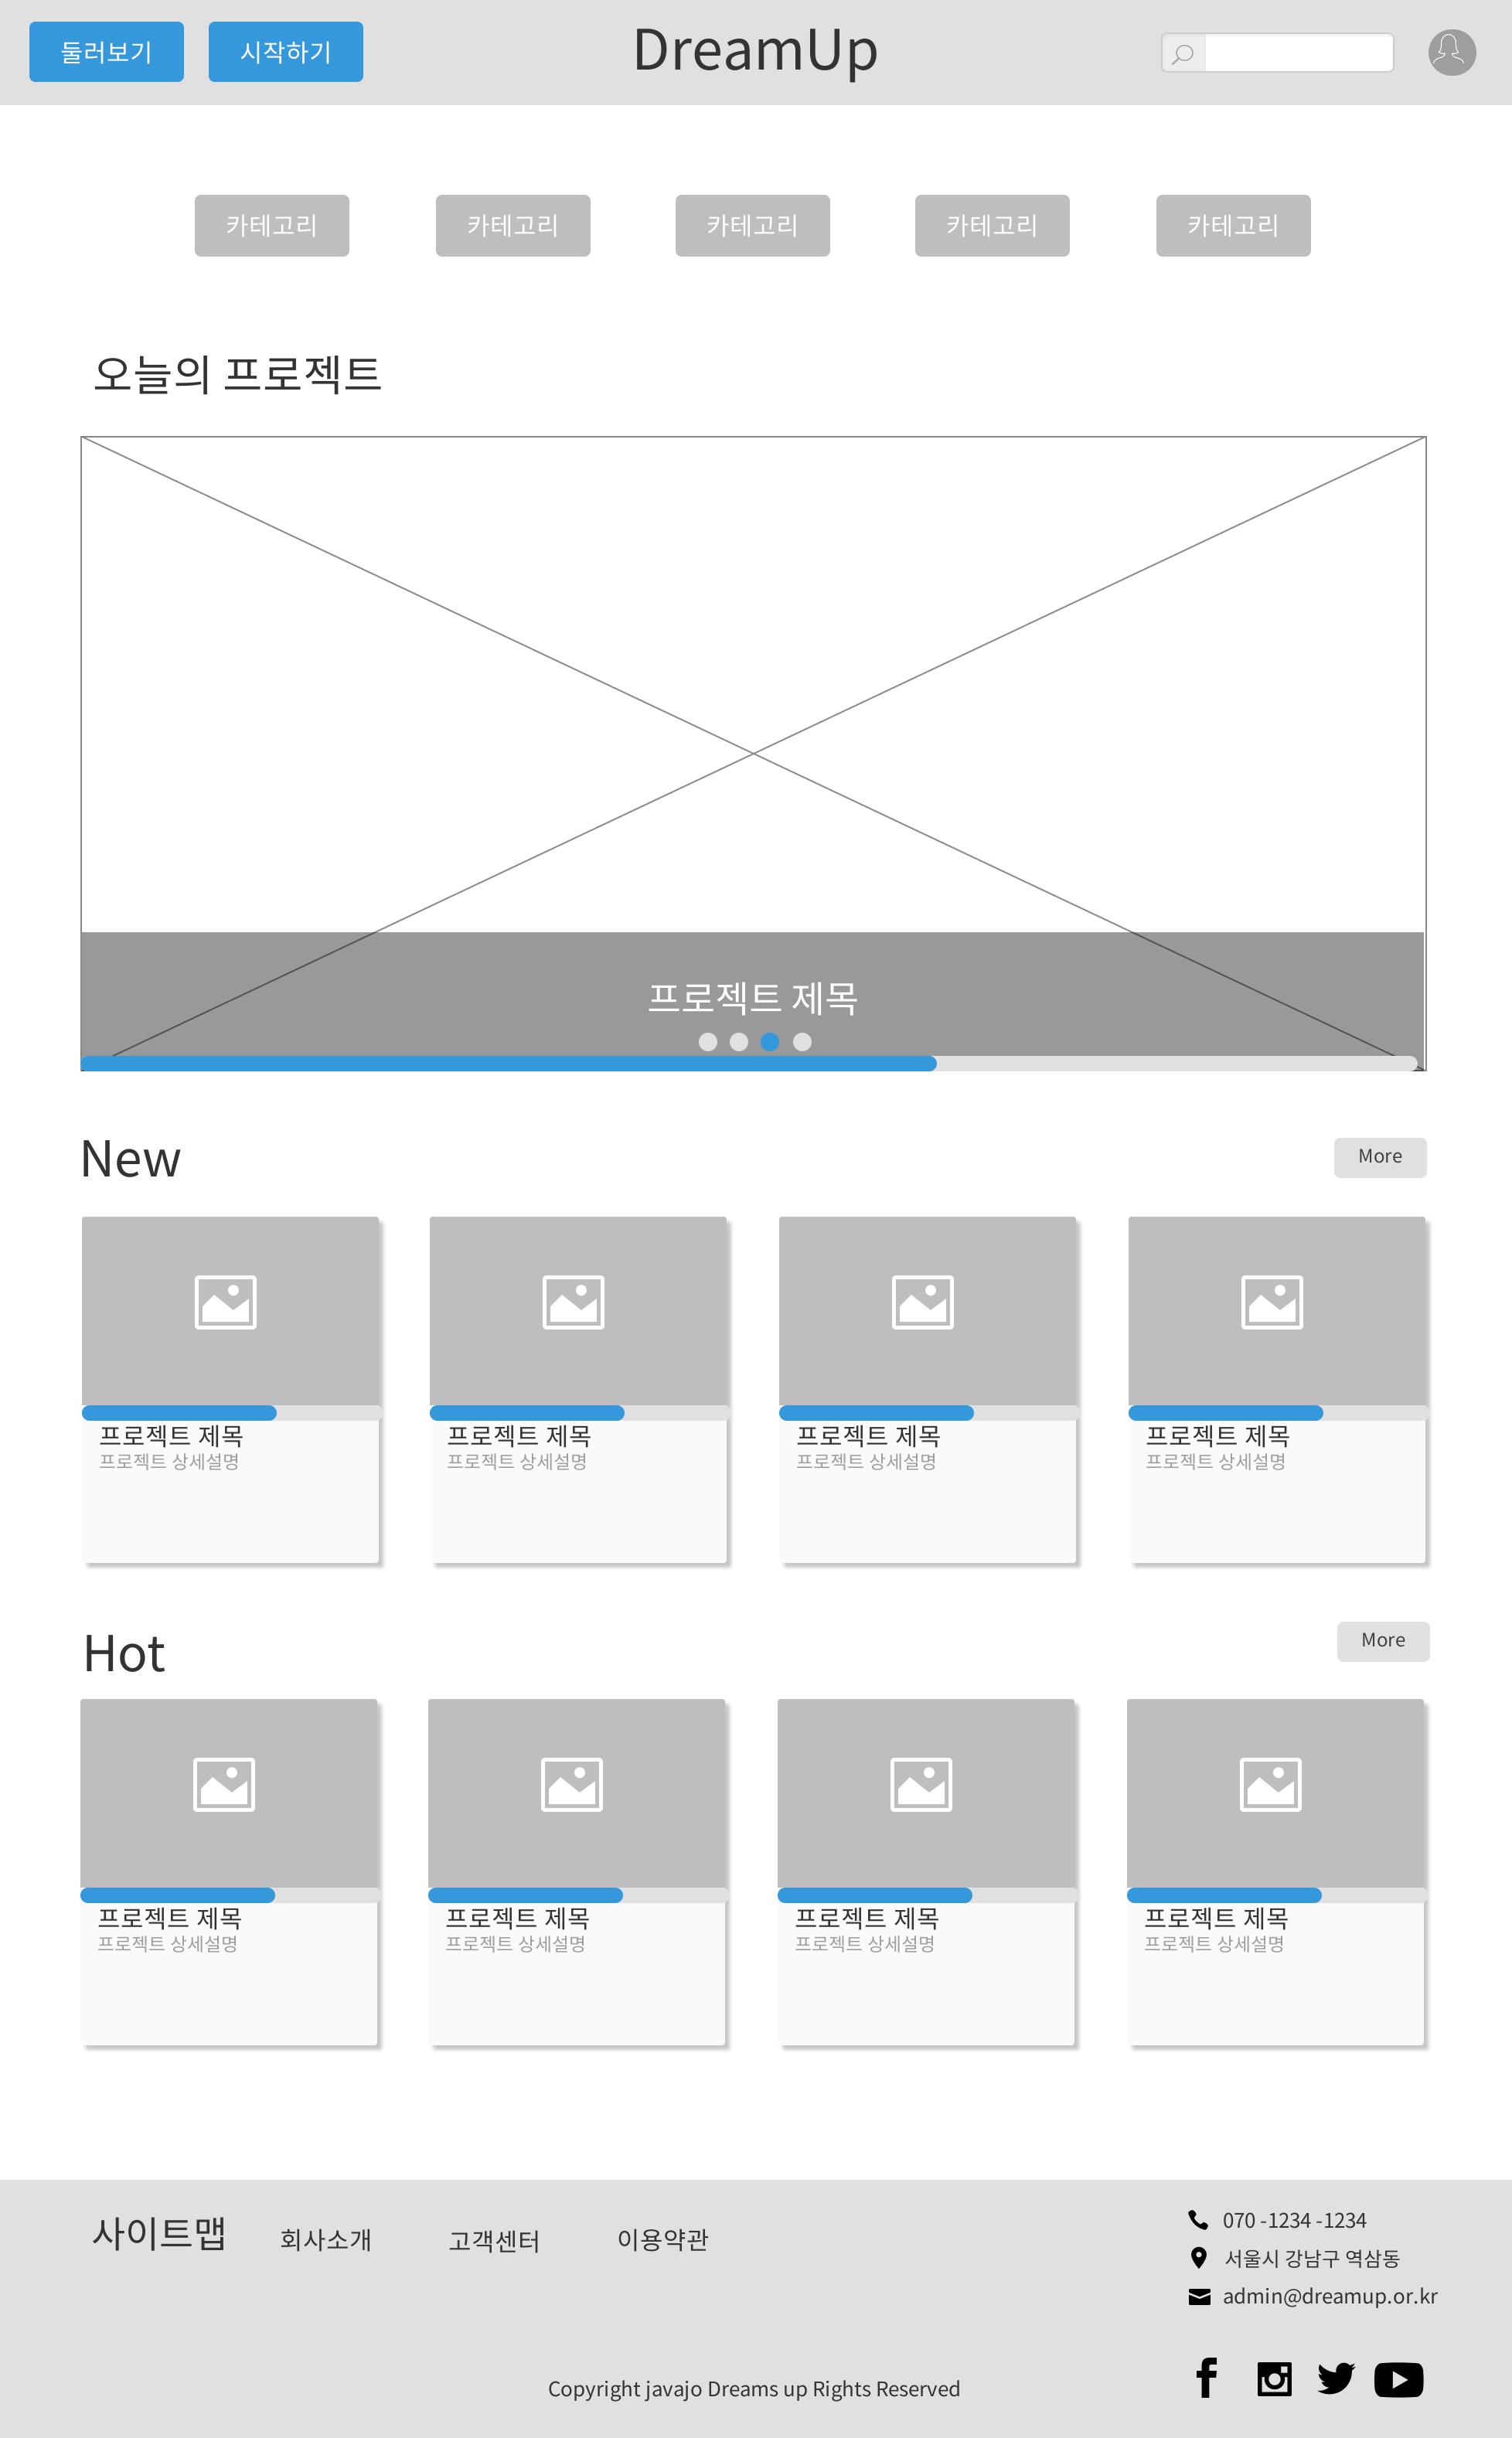 둘러보기 시작하기 DreamUp
카테고리 카테고리 카테고리 카테고리 카테고리
오늘의 프로젝트
프로젝트 제목
New More
프로젝트 제목 프로젝트 제목 프로젝트 제목 프로젝트 제목
프로젝트 상세설명 프로젝트 상세설명 프로젝트 상세설명 프로젝트 상세설명
Hot More
프로젝트 제목 프로젝트 제목 프로젝트 제목 프로젝트 제목
프로젝트 상세설명 프로젝트 상세설명 프로젝트 상세설명 프로젝트 상세설명
사이트맵 회사소개 고객센터 이용약관
070 -1234 -1234
서울시 강남구 역삼동
admin@dreamup.or.kr
Copyright javajo Dreams up Rights Reserved